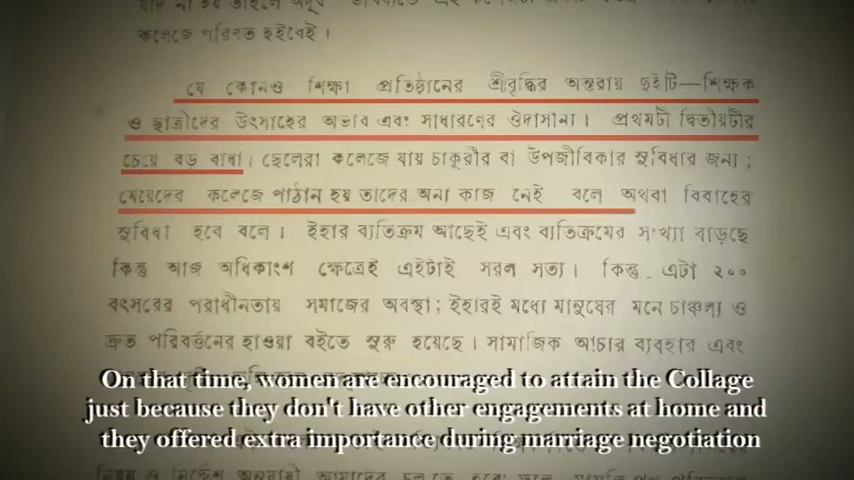 কলেজে পরিণত হইবেই ।
যে কোনও শিক্ষা প্রতিষ্ঠানের শ্রীবৃদ্ধির অন্তরায় দুইটি—শিক্ষক
ও ছাত্রীদের উৎসাহের অভাব এবং সাধারণের ঔদাসীন্য । প্রথমটা দ্বিতীয়টীর
চেয়ে বড় বাধা । ছেলেরা কলেজে যায় চাকুরীর বা উপজীবিকার সুবিধার জন্য ;
মেয়েদের কলেজে পাঠান হয় তাদের অন্য কাজ নেই বলে অথবা বিবাহের
সুবিধা হবে বলে । ইহার ব্যতিক্রম আছেই এবং ব্যতিক্রমের সংখ্যা বাড়ছে
কিন্তু আজ অধিকাংশ ক্ষেত্রেই এইটাই সরল সত্য । কিন্তু এটা ২০০
বৎসরের পরাধীনতায় সমাজের অবস্থা ; ইহারই মধ্যে মানুষের মনে চাঞ্চল্য ও
দ্রুত পরিবর্ত্তনের হাওয়া বইতে সুরু হয়েছে । সামাজিক আচার ব্যবহার এবং
On that time, women are encouraged to attain the Collage
just because they don't have other engagements at home and
they offered extra importance during marriage negotiation